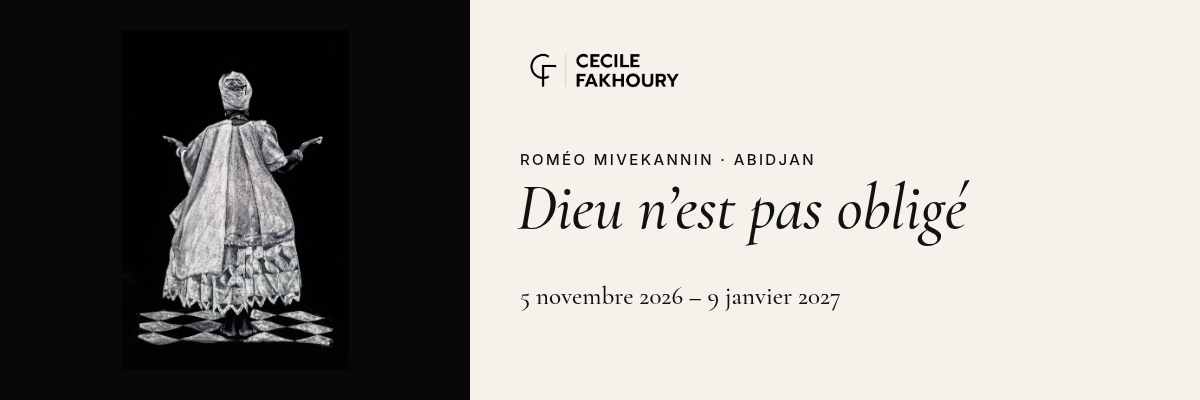 CF
CECILE
FAKHOURY
ROMÉO MIVEKANNIN · ABIDJAN
Dieu n’est pas obligé
5 novembre 2026 – 9 janvier 2027